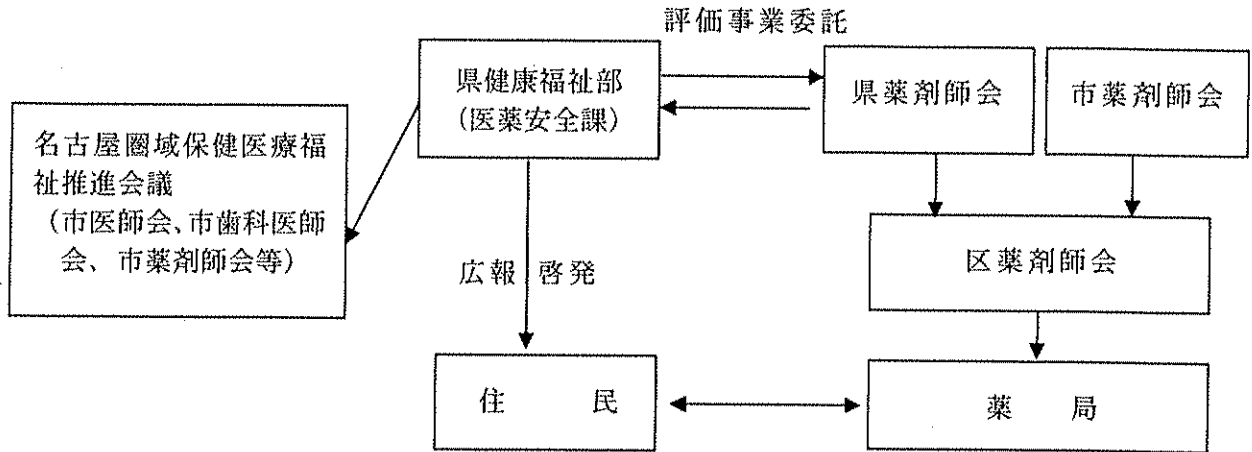 評価事業委託
県健康福祉部
(医薬安全課)
県薬剤師会
市薬剤師会
名古屋圏域保健医療福
祉推進会議
(市医師会、市歯科医師
会、市薬剤師会等)
区薬剤師会
広報 啓発
住 民
薬 局